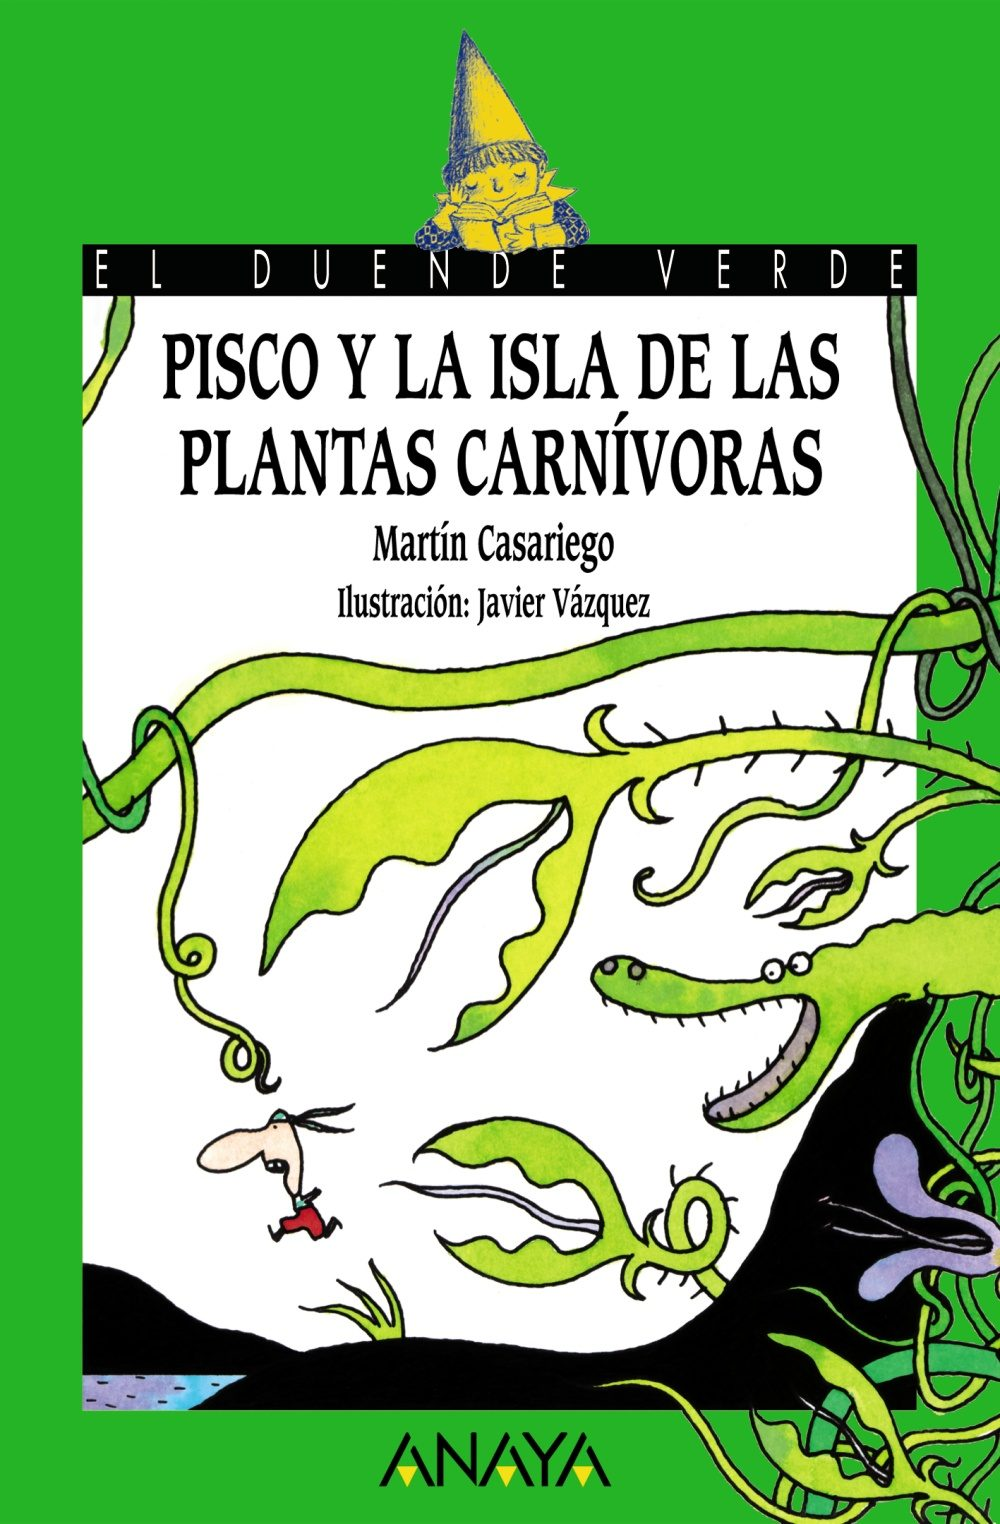 EL DUENDE VERDE
PISCO Y LA ISLA DE LAS
PLANTAS CARNÍVORAS
Martín Casariego
Ilustración: Javier Vázquez
ANAYA